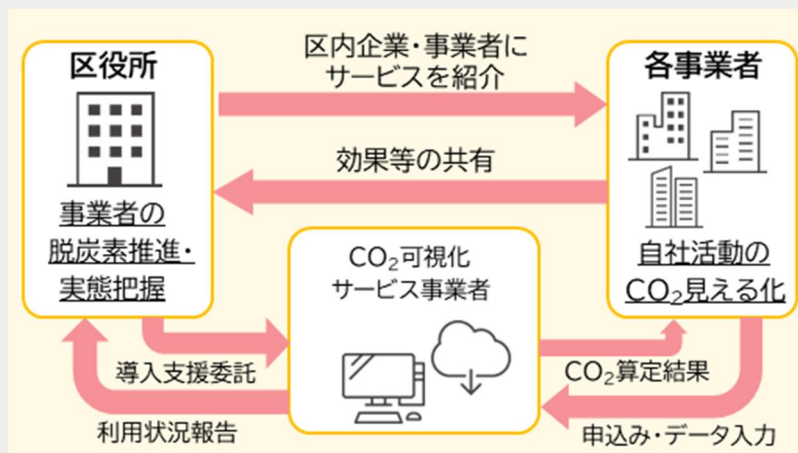 区役所
事業者の
脱炭素推進・
実態把握
区内企業・事業者に
サービスを紹介
効果等の共有
各事業者
自社活動の
CO₂見える化
CO₂可視化
サービス事業者
導入支援委託
利用状況報告
CO₂算定結果
申込み・データ入力